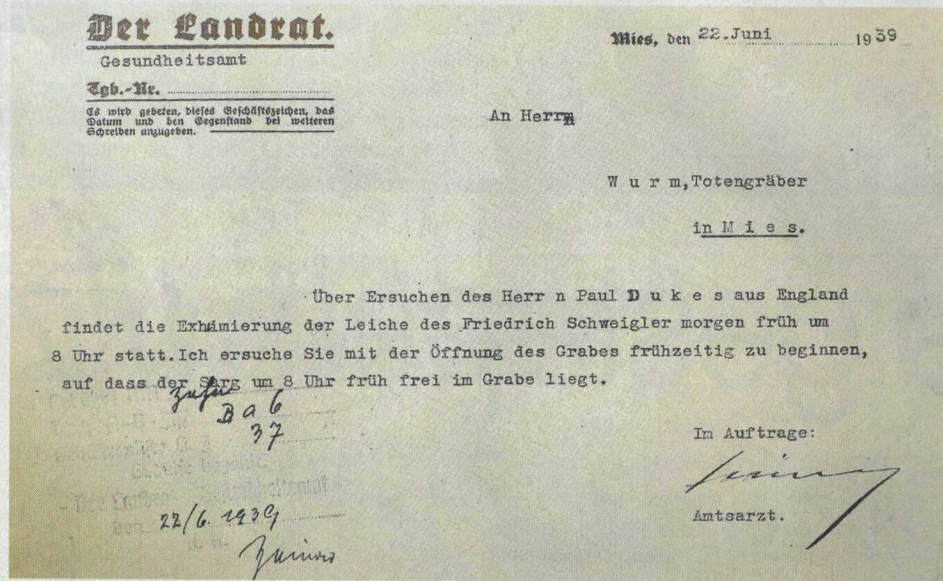 Der Landrat.
Gesundheitsamt
Tgb.-Nr.
Es wird gebeten, dieses Geschäftszeichen, das
Datum und den Gegenstand bei weiteren
Schreiben anzugeben.
Mies, den 22.Juni 1939
An Herrn
W u r m,Totengräber
in M i e s.
Über Ersuchen des Herr n Paul D u k e s aus England
findet die Exhumierung der Leiche des Friedrich Schweigler morgen früh um
8 Uhr statt.Ich ersuche Sie mit der Öffnung des Grabes frühzeitig zu beginnen,
auf dass der Sarg um 8 Uhr früh frei im Grabe liegt.
B a 6
37
22/6. 1939
Im Auftrage:
Amtsarzt.